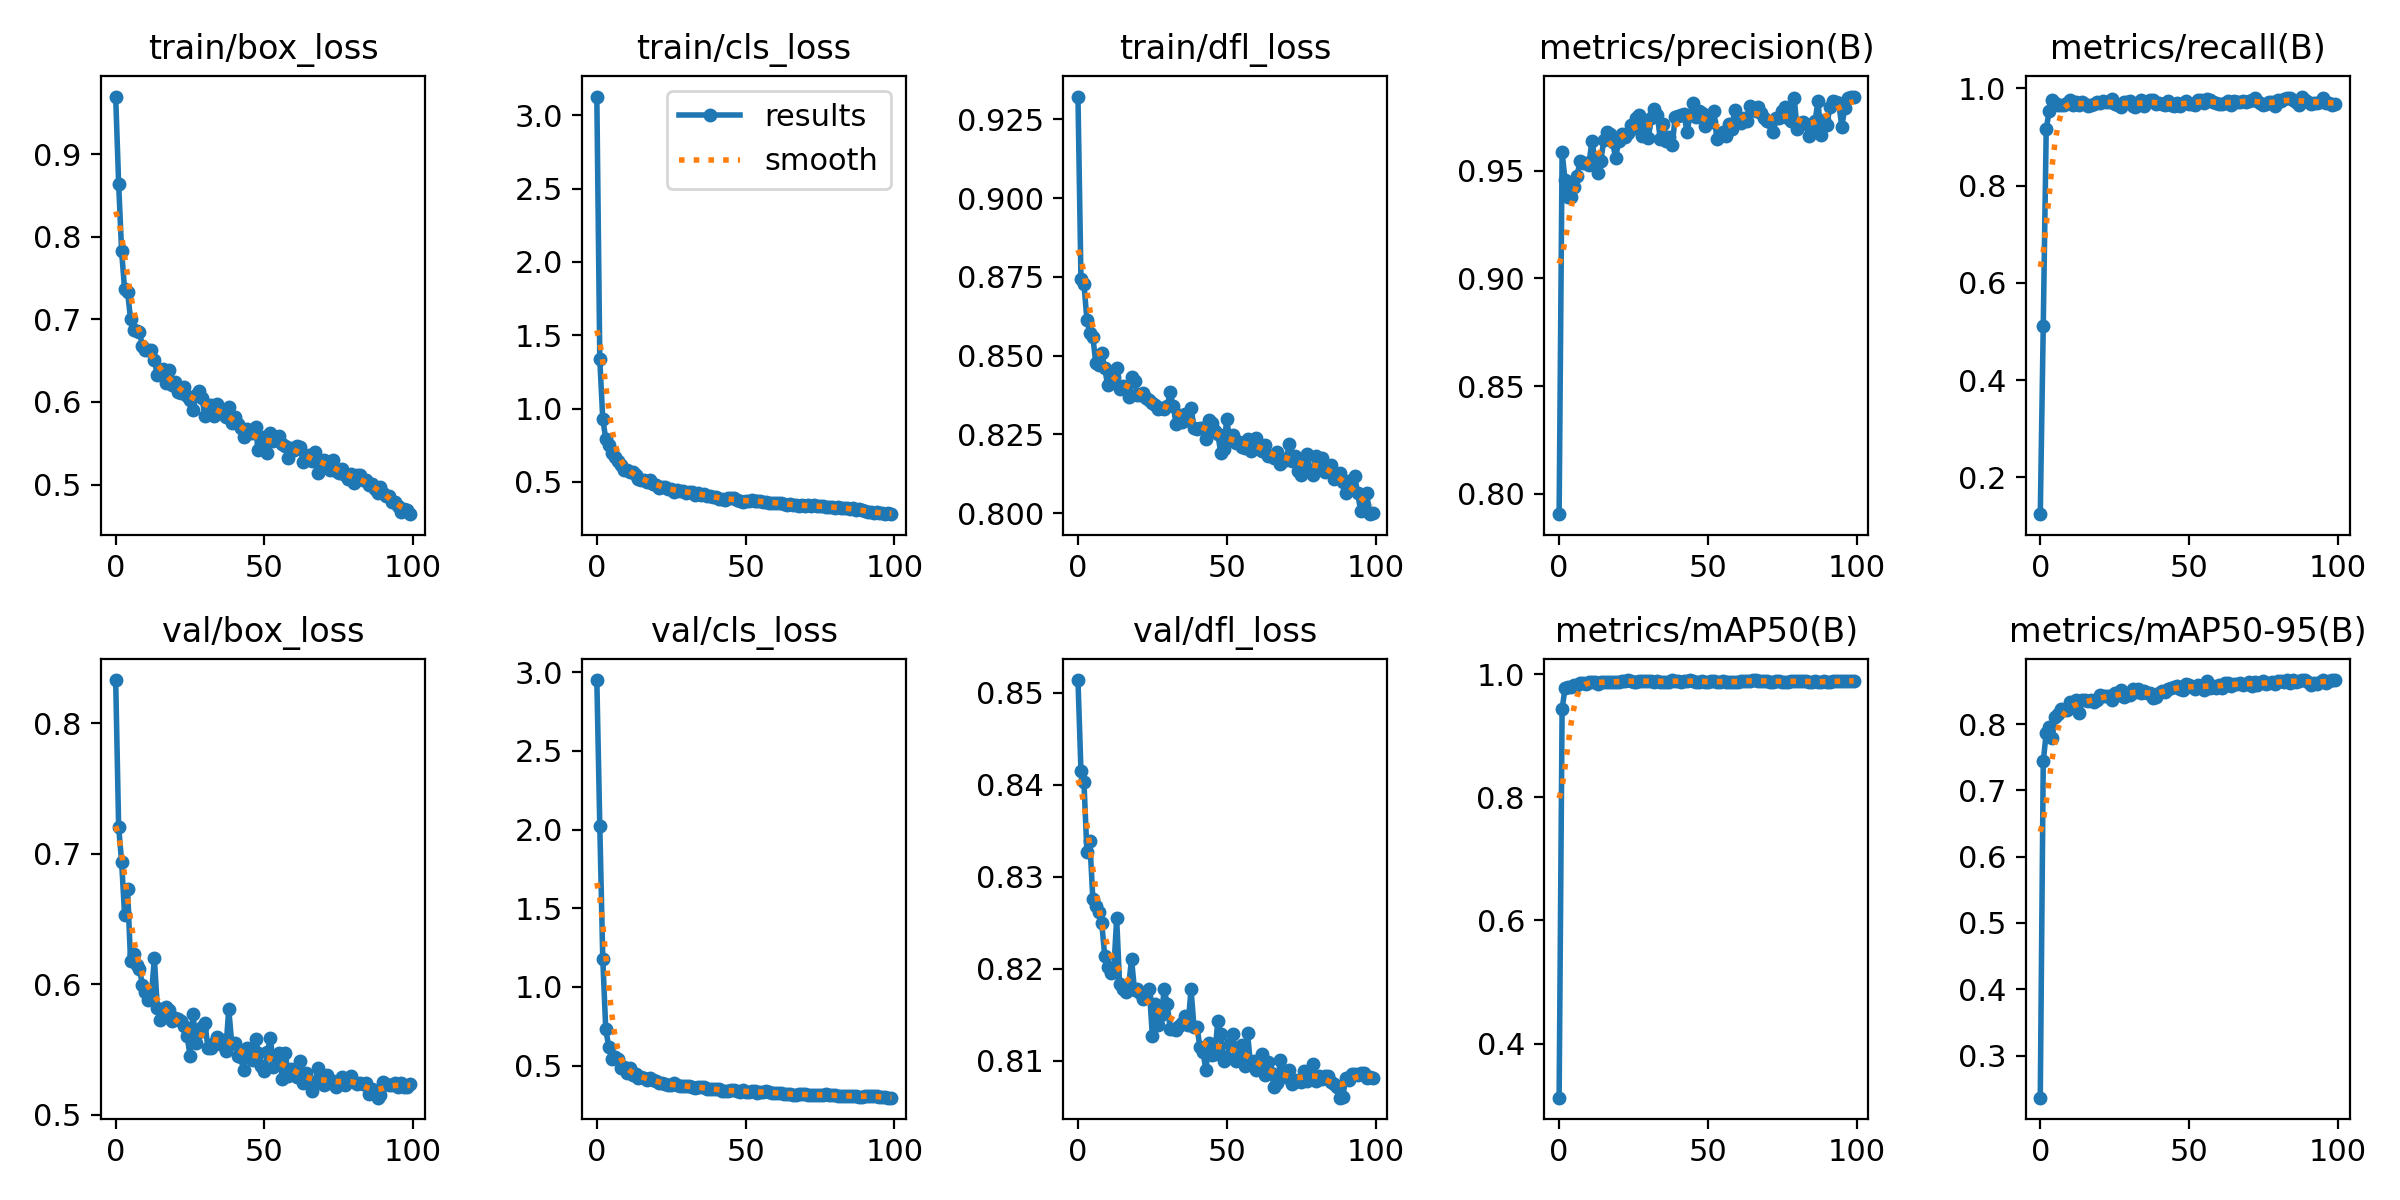 train/box_loss
0.9
0.8
0.7
0.6
0.5
0 50 100
train/cls_loss
results
smooth
3.0
2.5
2.0
1.5
1.0
0.5
0 50 100
train/dfl_loss
0.925
0.900
0.875
0.850
0.825
0.800
0 50 100
metrics/precision(B)
0.95
0.90
0.85
0.80
0 50 100
metrics/recall(B)
1.0
0.8
0.6
0.4
0.2
0 50 100
val/box_loss
0.8
0.7
0.6
0.5
0 50 100
val/cls_loss
3.0
2.5
2.0
1.5
1.0
0.5
0 50 100
val/dfl_loss
0.85
0.84
0.83
0.82
0.81
0 50 100
metrics/mAP50(B)
1.0
0.8
0.6
0.4
0 50 100
metrics/mAP50-95(B)
0.8
0.7
0.6
0.5
0.4
0.3
0 50 100